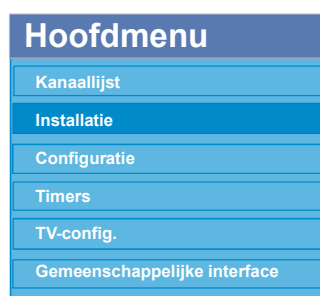 Hoofdmenu
Kanaallijst
Installatie
Configuratie
Timers
TV-config.
Gemeenschappelijke interface